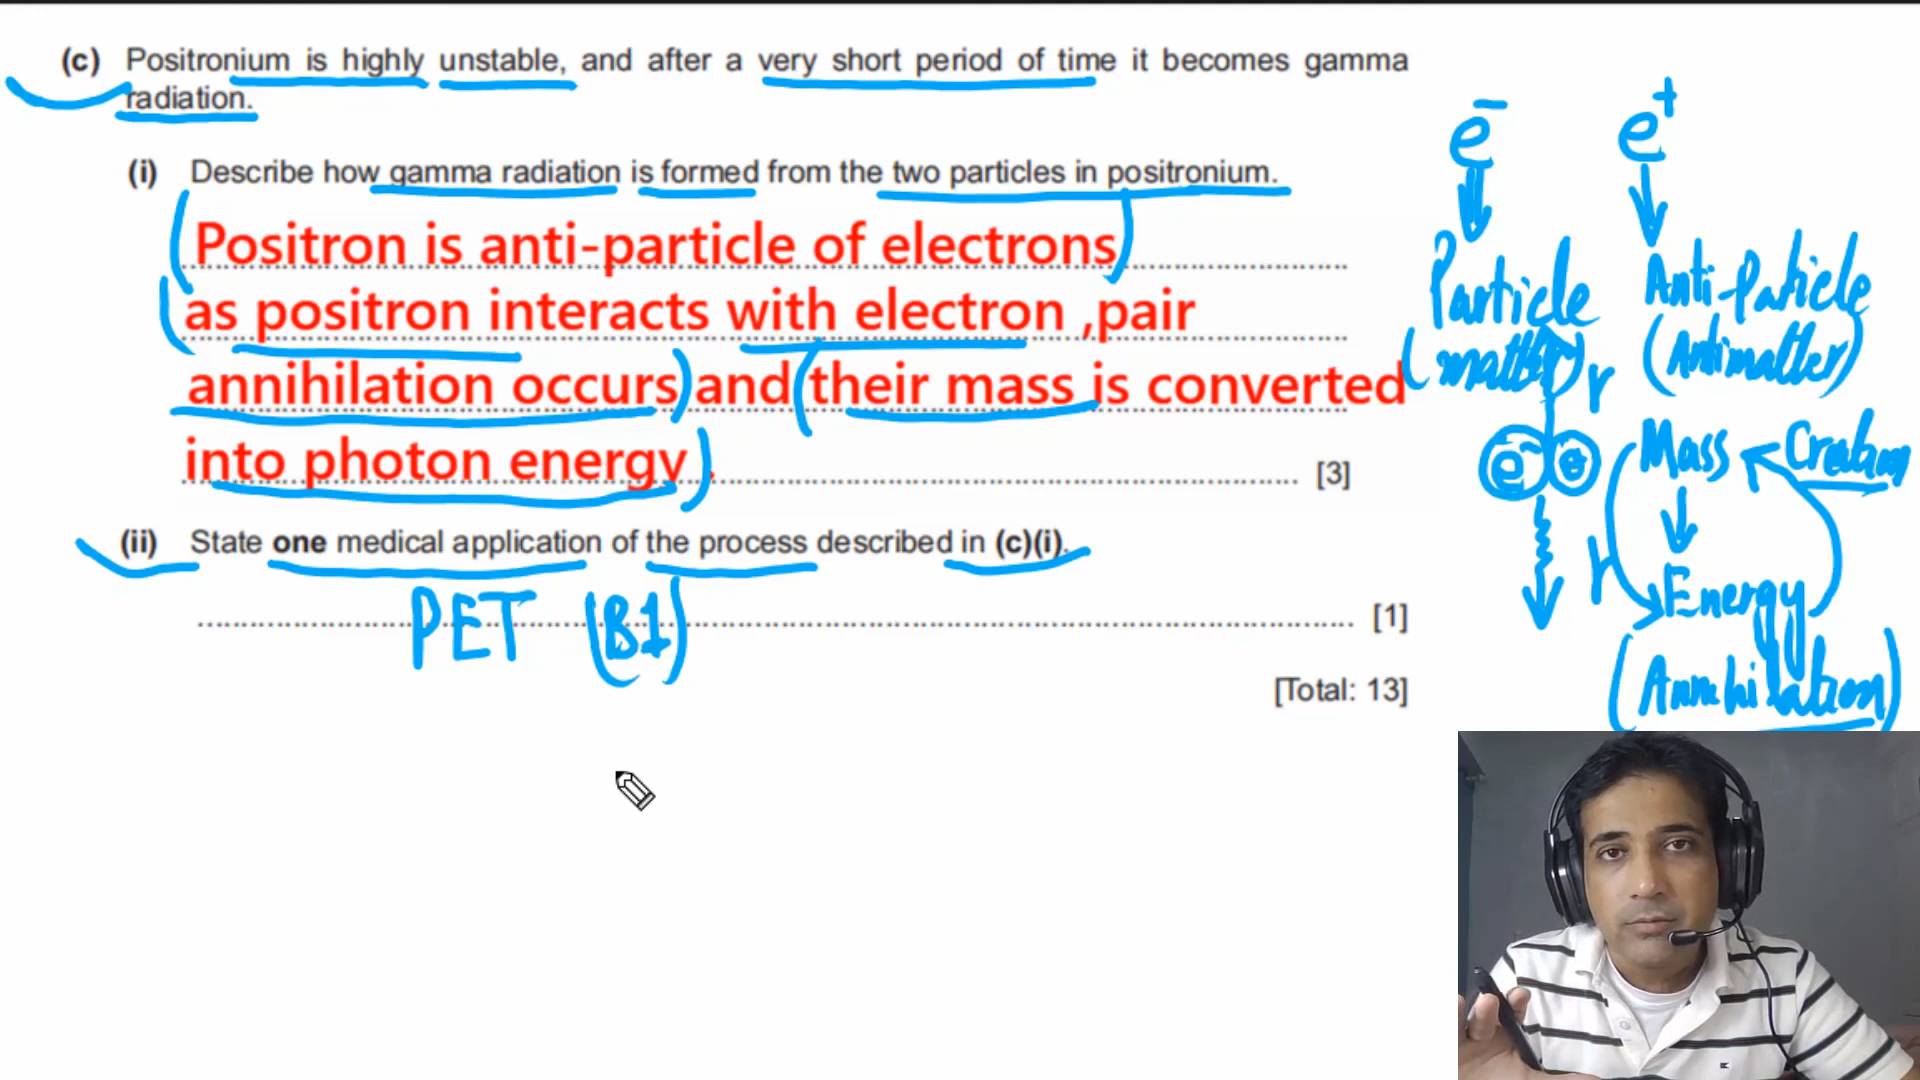 (c) Positronium is highly unstable, and after a very short period of time it becomes gamma
radiation.
(i) Describe how gamma radiation is formed from the two particles in positronium.
Positron is anti-particle of electrons
as positron interacts with electron ,pair
annihilation occurs and their mass is converted
into photon energy
[3]
(ii) State one medical application of the process described in (c)(i).
PET (B1)
[1]
[Total: 13]
e⁻ e⁺
Particle Anti-Paticle
(matter) (Antimatter)
e⁻ Mass Creation
Energy
(Annihilation)